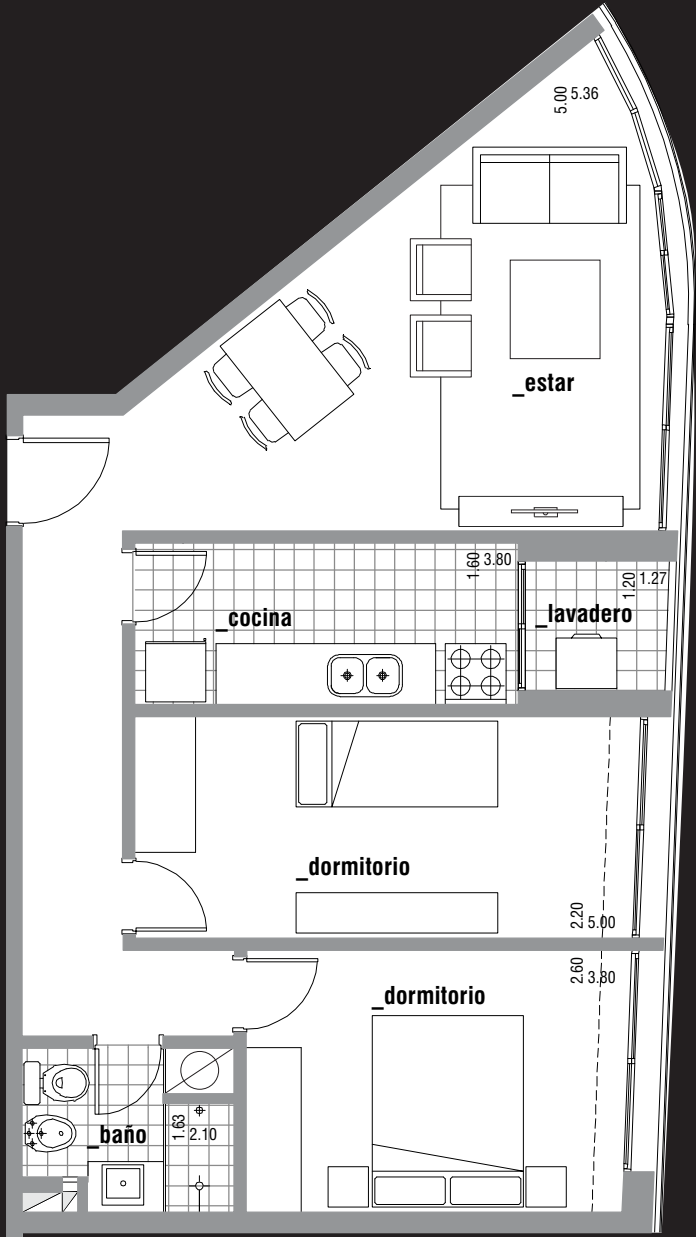 5.00 5.36
_estar
1.60 3.80
1.20 1.27
_cocina
_lavadero
_dormitorio
2.20 5.00
2.60 3.80
_dormitorio
_baño
1.63 2.10